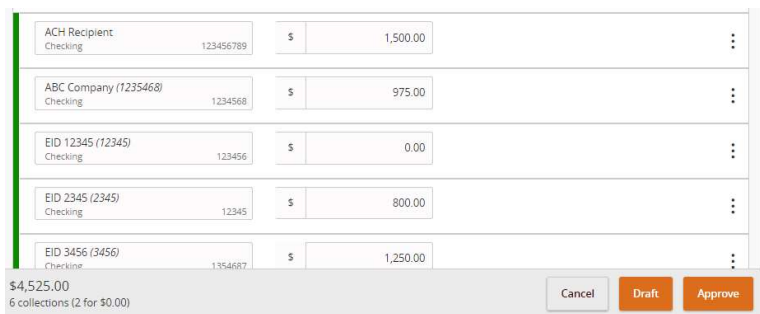 ACH Recipient
Checking 123456789
$ 1,500.00
ABC Company (1235468)
Checking 1234568
$ 975.00
EID 12345 (12345)
Checking 123456
$ 0.00
EID 2345 (2345)
Checking 12345
$ 800.00
EID 3456 (3456)
Checking 1354687
$ 1,250.00
$4,525.00
6 collections (2 for $0.00)
Cancel Draft Approve